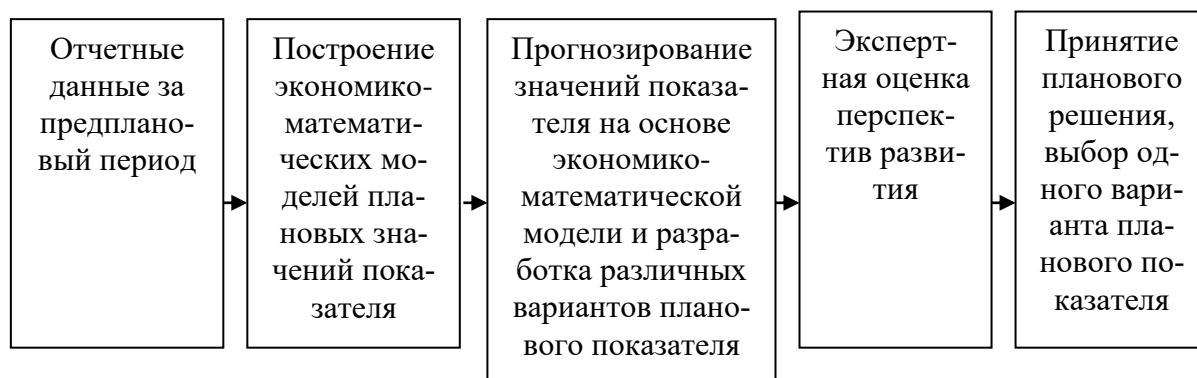 Отчетные
данные за
предплано-
вый период
Построение
экономико-
математи-
ческих мо-
делей пла-
новых зна-
чений пока-
зателя
Прогнозирование
значений показа-
теля на основе
экономико-
математической
модели и разра-
ботка различных
вариантов плано-
вого показателя
Эксперт-
ная оценка
перспек-
тив разви-
тия
Принятие
планового
решения,
выбор од-
ного вари-
анта пла-
нового по-
казателя